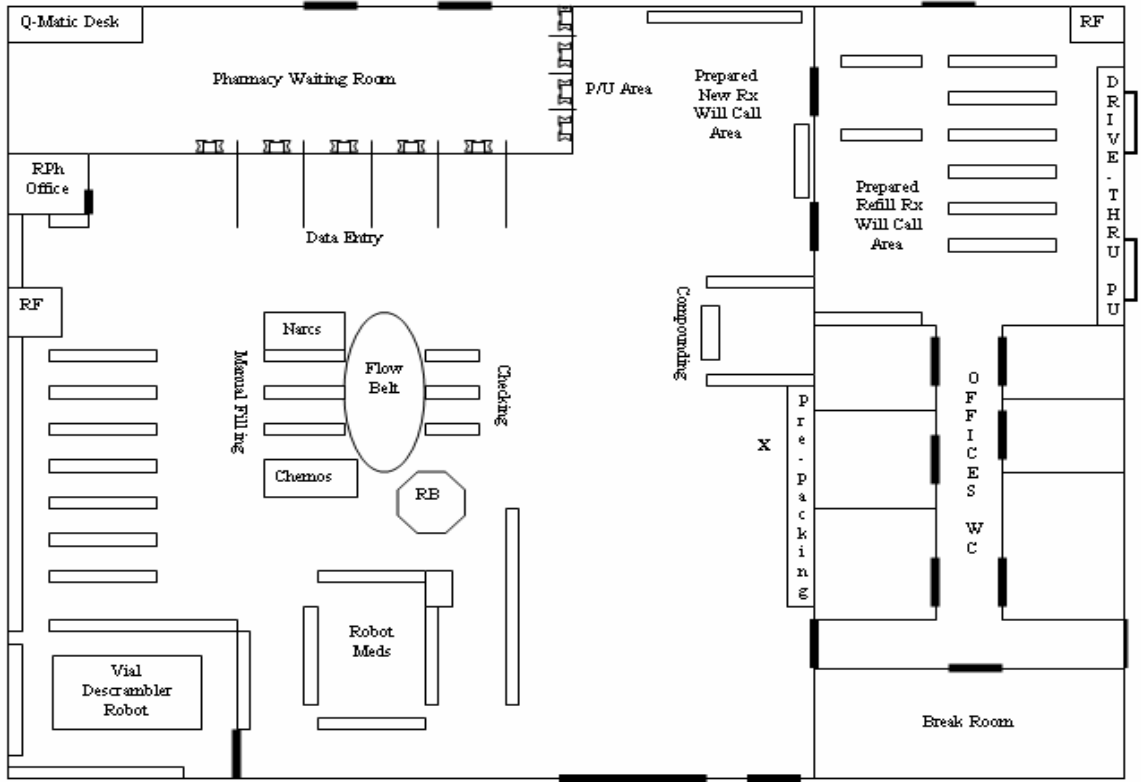 Q-Matic Desk
Pharmacy Waiting Room
P/U Area
Prepared
New Rx
Will Call
Area
RF
DRIVE-THRU PU
RPh
Office
Data Entry
Prepared
Refill Rx
Will Call
Area
RF
Narcs
Flow
Belt
Manual Filling
Checking
Compounding
Chemos
RB
X
Pre-packing
OFFICES WC
Robot
Meds
Vial
Descrambler
Robot
Break Room